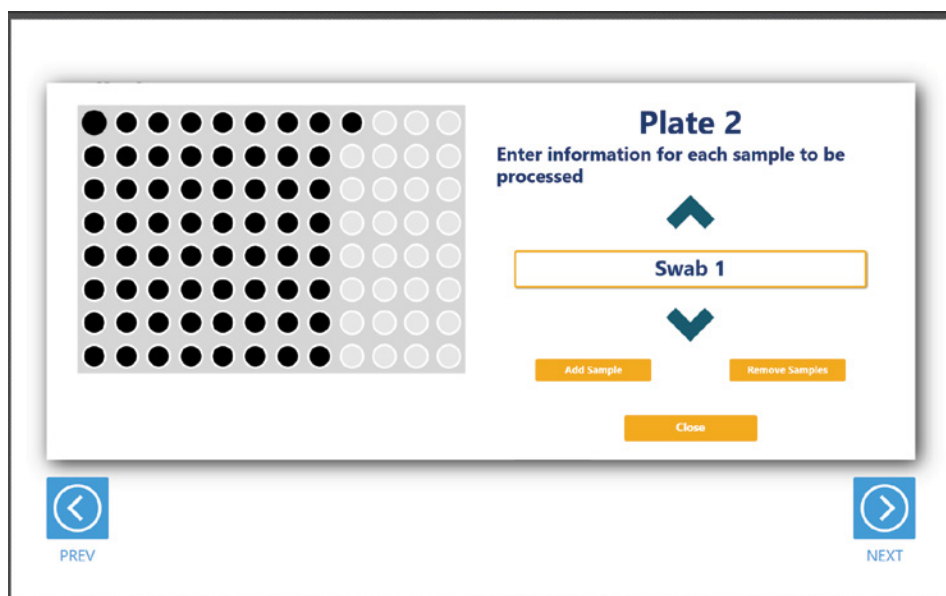 Plate 2
Enter information for each sample to be
processed
Swab 1
Add Sample
Remove Samples
Close
PREV
NEXT